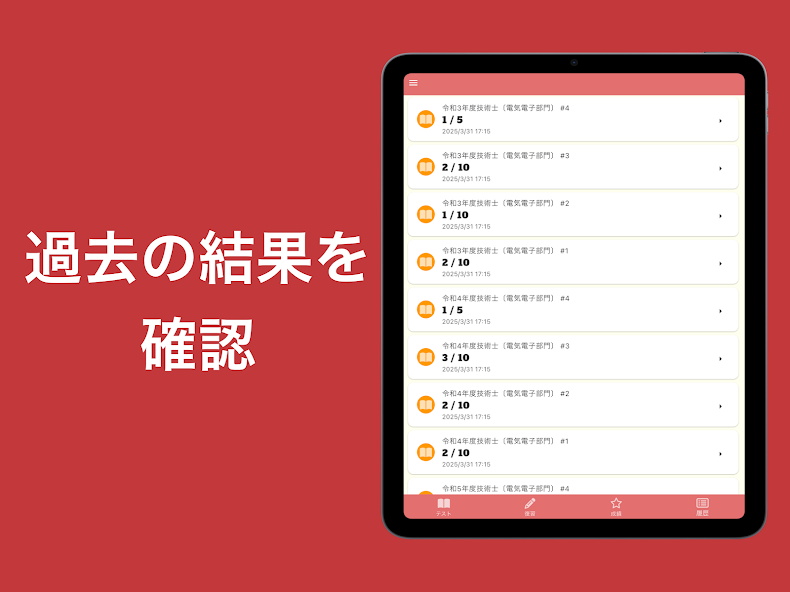 過去の結果を
確認
令和3年度技術士（電気電子部門） #4
1 / 5
2025/3/31 17:15
令和3年度技術士（電気電子部門） #3
2 / 10
2025/3/31 17:15
令和3年度技術士（電気電子部門） #2
1 / 10
2025/3/31 17:15
令和3年度技術士（電気電子部門） #1
2 / 10
2025/3/31 17:15
令和4年度技術士（電気電子部門） #4
1 / 5
2025/3/31 17:15
令和4年度技術士（電気電子部門） #3
3 / 10
2025/3/31 17:15
令和4年度技術士（電気電子部門） #2
2 / 10
2025/3/31 17:15
令和4年度技術士（電気電子部門） #1
2 / 10
2025/3/31 17:15
令和5年度技術士（電気電子部門） #4
テスト 復習 成績 履歴